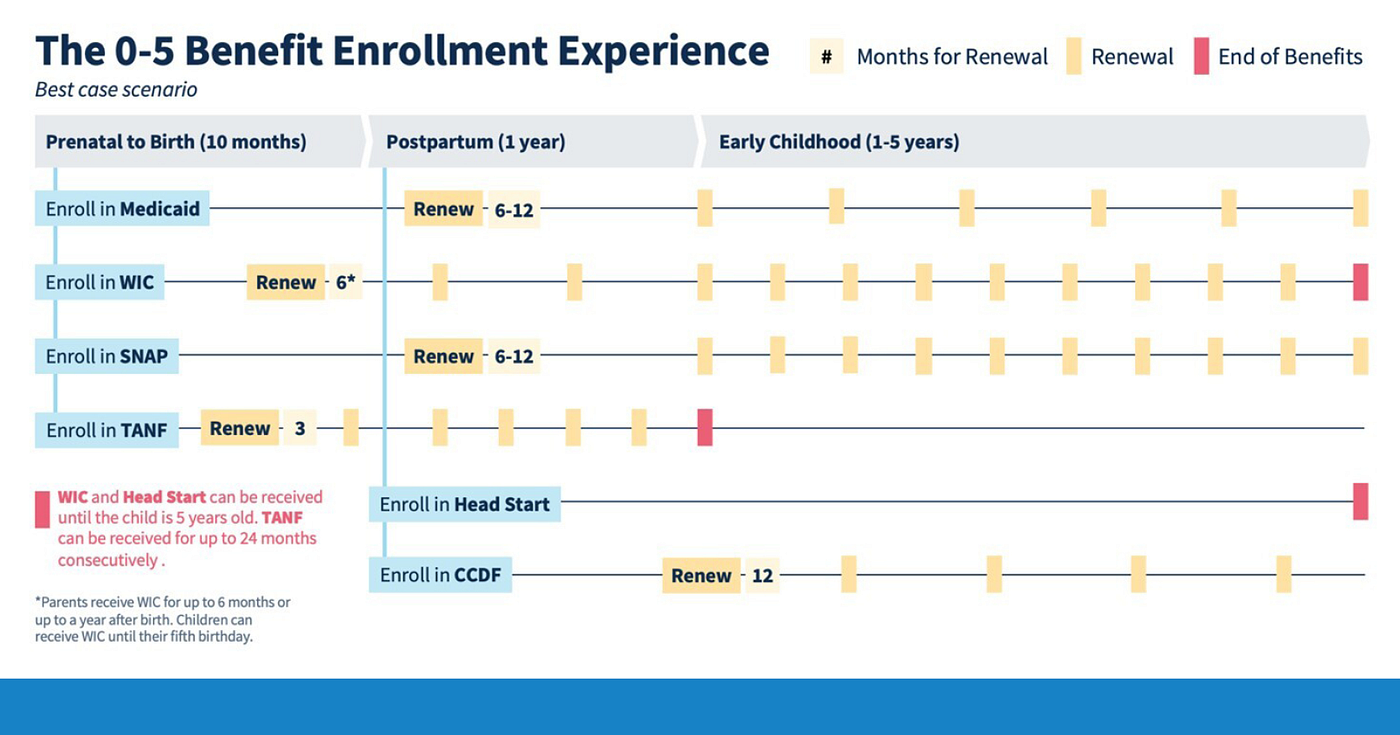 The 0-5 Benefit Enrollment Experience
Best case scenario
# Months for Renewal Renewal End of Benefits
Prenatal to Birth (10 months) Postpartum (1 year) Early Childhood (1-5 years)
Enroll in Medicaid Renew 6-12
Enroll in WIC Renew 6*
Enroll in SNAP Renew 6-12
Enroll in TANF Renew 3
Enroll in Head Start
Enroll in CCDF Renew 12
WIC and Head Start can be received
until the child is 5 years old. TANF
can be received for up to 24 months
consecutively .
*Parents receive WIC for up to 6 months or
up to a year after birth. Children can
receive WIC until their fifth birthday.